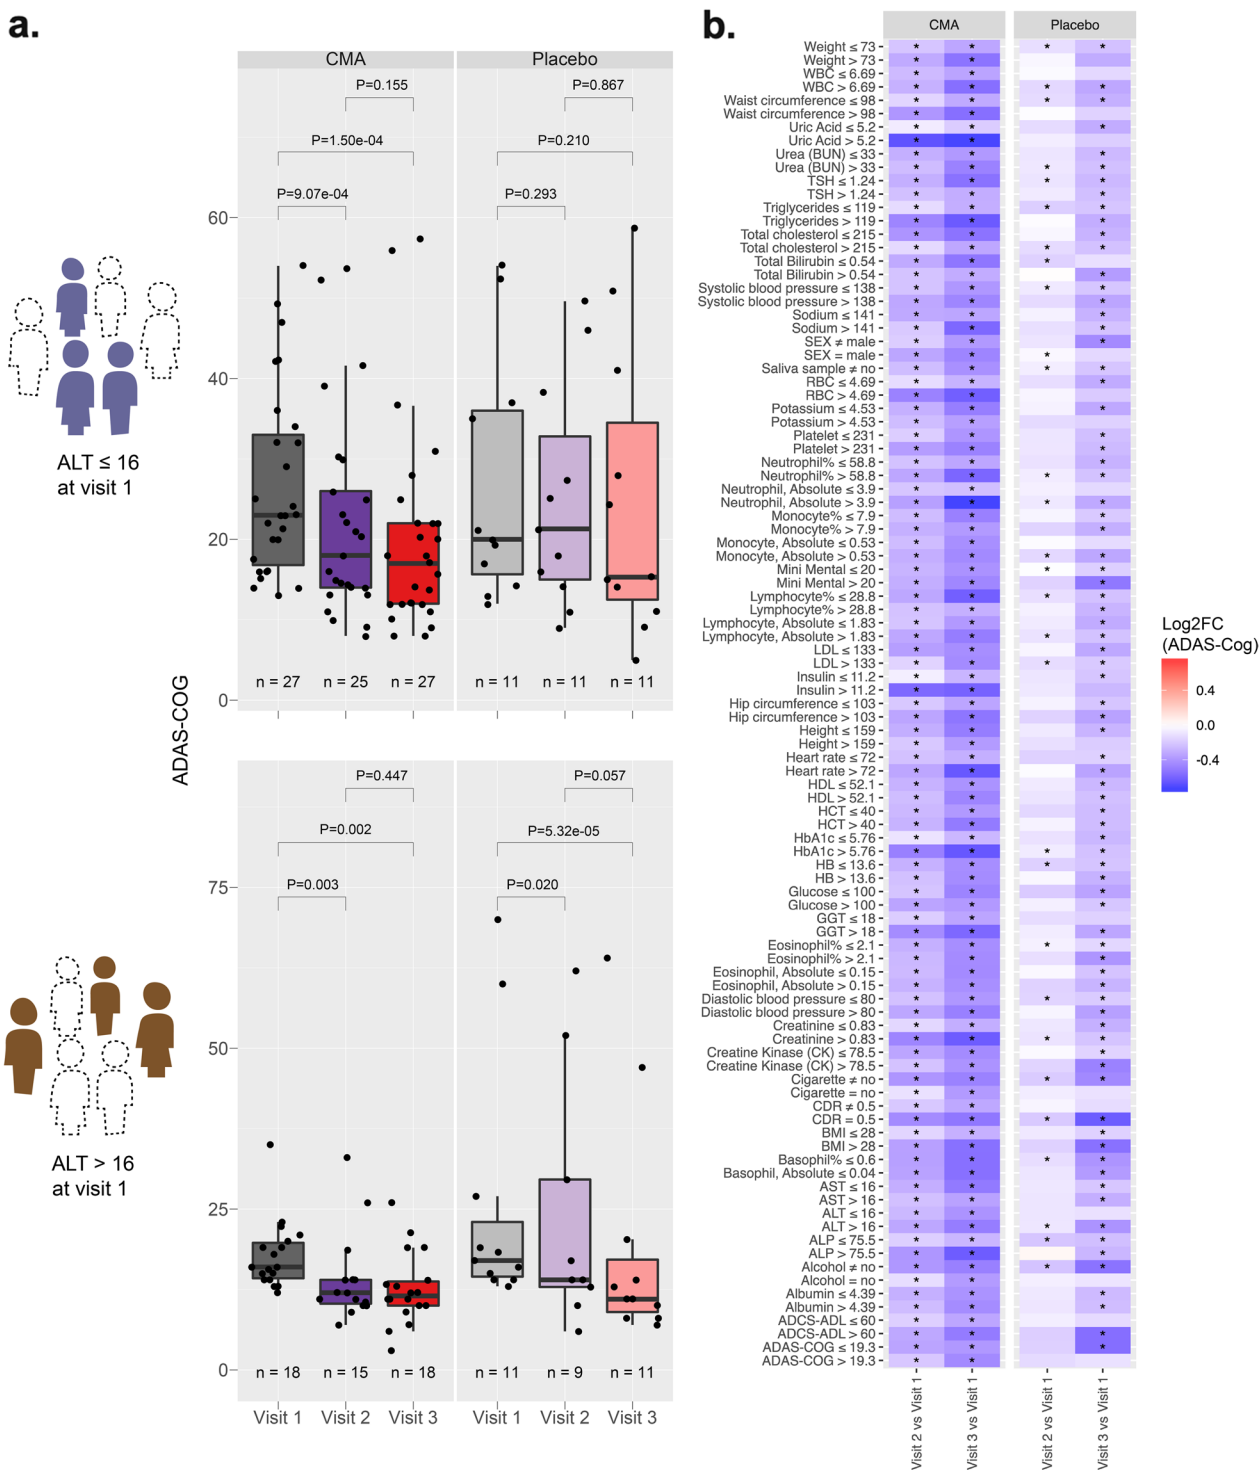 a.
CMA
Placebo
P=0.155
P=0.867
P=1.50e-04
P=0.210
P=9.07e-04
P=0.293
60
40
20
0
n = 27
n = 25
n = 27
n = 11
n = 11
n = 11
ALT ≤ 16
at visit 1
ADAS-COG
P=0.447
P=0.057
P=0.002
P=5.32e-05
P=0.003
P=0.020
75
50
25
0
n = 18
n = 15
n = 18
n = 11
n = 9
n = 11
ALT > 16
at visit 1
Visit 1
Visit 2
Visit 3
Visit 1
Visit 2
Visit 3
b.
CMA
Placebo
Weight ≤ 73
Weight > 73
WBC ≤ 6.69
WBC > 6.69
Waist circumference ≤ 98
Waist circumference > 98
Uric Acid ≤ 5.2
Uric Acid > 5.2
Urea (BUN) ≤ 33
Urea (BUN) > 33
TSH ≤ 1.24
TSH > 1.24
Triglycerides ≤ 119
Triglycerides > 119
Total cholesterol ≤ 215
Total cholesterol > 215
Total Bilirubin ≤ 0.54
Total Bilirubin > 0.54
Systolic blood pressure ≤ 138
Systolic blood pressure > 138
Sodium ≤ 141
Sodium > 141
SEX ≠ male
SEX = male
Saliva sample ≠ no
RBC ≤ 4.69
RBC > 4.69
Potassium ≤ 4.53
Potassium > 4.53
Platelet ≤ 231
Platelet > 231
Neutrophil% ≤ 58.8
Neutrophil% > 58.8
Neutrophil, Absolute ≤ 3.9
Neutrophil, Absolute > 3.9
Monocyte% ≤ 7.9
Monocyte% > 7.9
Monocyte, Absolute ≤ 0.53
Monocyte, Absolute > 0.53
Mini Mental ≤ 20
Mini Mental > 20
Lymphocyte% ≤ 28.8
Lymphocyte% > 28.8
Lymphocyte, Absolute ≤ 1.83
Lymphocyte, Absolute > 1.83
LDL ≤ 133
LDL > 133
Insulin ≤ 11.2
Insulin > 11.2
Hip circumference ≤ 103
Hip circumference > 103
Height ≤ 159
Height > 159
Heart rate ≤ 72
Heart rate > 72
HDL ≤ 52.1
HDL > 52.1
HCT ≤ 40
HCT > 40
HbA1c ≤ 5.76
HbA1c > 5.76
HB ≤ 13.6
HB > 13.6
Glucose ≤ 100
Glucose > 100
GGT ≤ 18
GGT > 18
Eosinophil% ≤ 2.1
Eosinophil% > 2.1
Eosinophil, Absolute ≤ 0.15
Eosinophil, Absolute > 0.15
Diastolic blood pressure ≤ 80
Diastolic blood pressure > 80
Creatinine ≤ 0.83
Creatinine > 0.83
Creatine Kinase (CK) ≤ 78.5
Creatine Kinase (CK) > 78.5
Cigarette ≠ no
Cigarette = no
CDR ≠ 0.5
CDR = 0.5
BMI ≤ 28
BMI > 28
Basophil% ≤ 0.6
Basophil, Absolute ≤ 0.04
AST ≤ 16
AST > 16
ALT ≤ 16
ALT > 16
ALP ≤ 75.5
ALP > 75.5
Alcohol ≠ no
Alcohol = no
Albumin ≤ 4.39
Albumin > 4.39
ADCS-ADL ≤ 60
ADCS-ADL > 60
ADAS-COG ≤ 19.3
ADAS-COG > 19.3
Visit 2 vs Visit 1
Visit 3 vs Visit 1
Visit 2 vs Visit 1
Visit 3 vs Visit 1
Log2FC
(ADAS-Cog)
0.4
0.0
-0.4